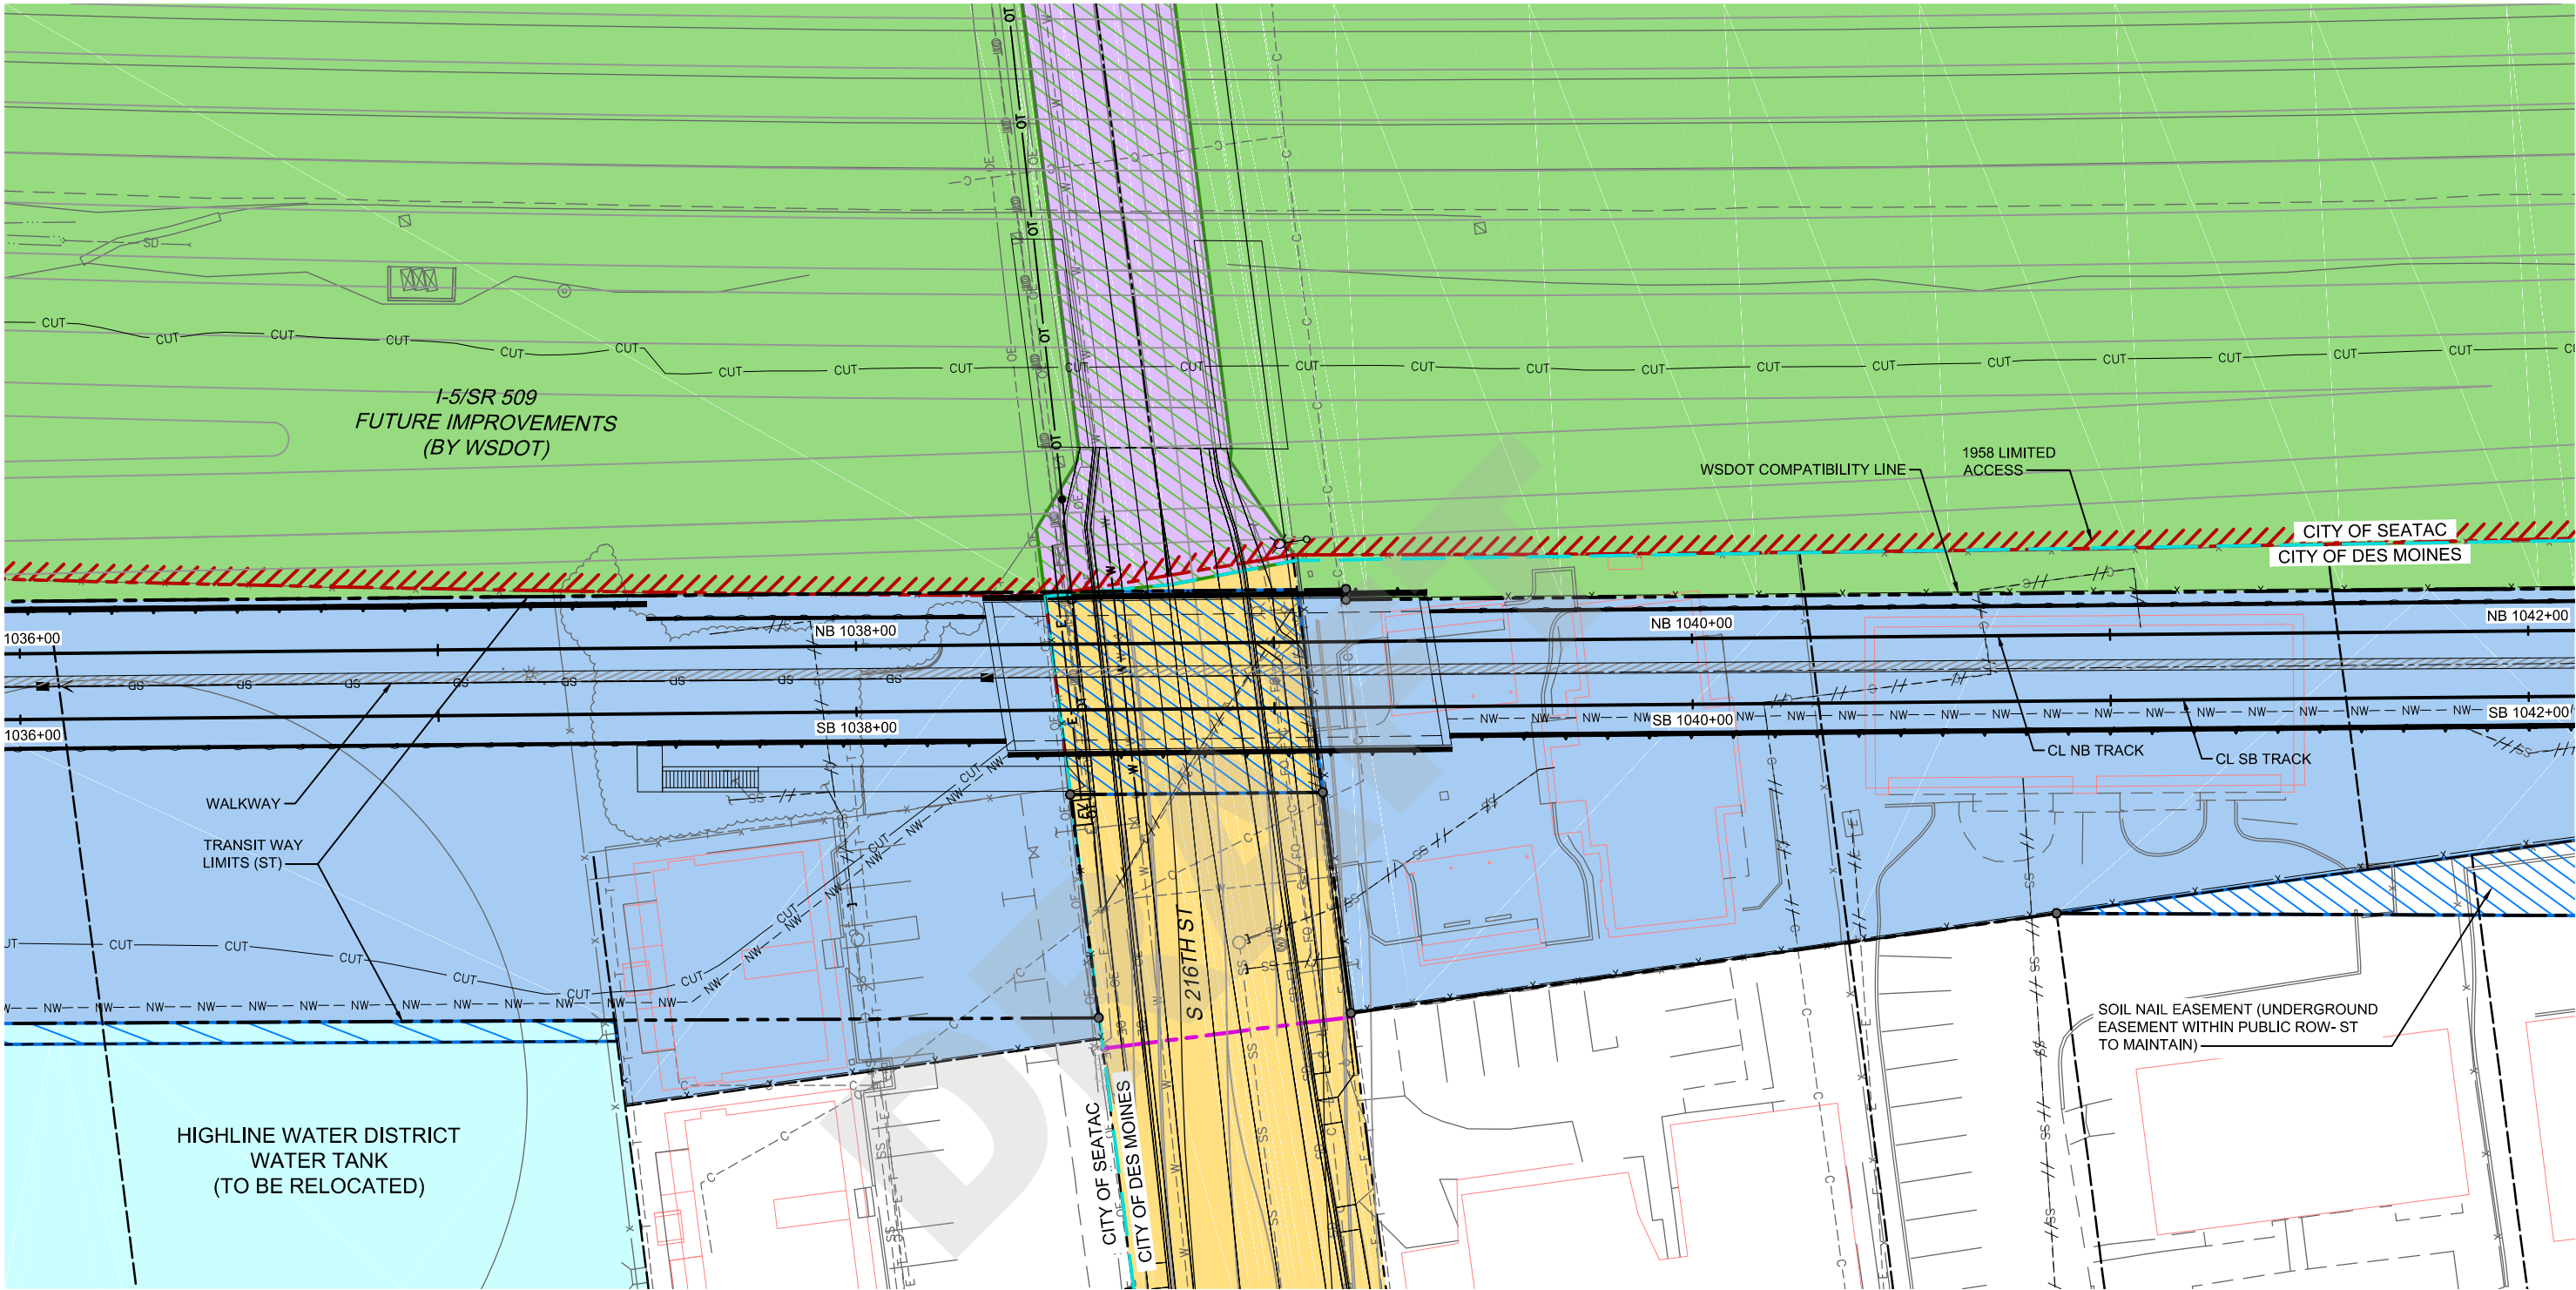 I-5/SR 509
FUTURE IMPROVEMENTS
(BY WSDOT)
WSDOT COMPATIBILITY LINE
1958 LIMITED
ACCESS
CITY OF SEATAC
CITY OF DES MOINES
1036+00
NB 1038+00
NB 1040+00
NB 1042+00
1036+00
SB 1038+00
SB 1040+00
SB 1042+00
CL NB TRACK
CL SB TRACK
WALKWAY
TRANSIT WAY
LIMITS (ST)
S 216TH ST
SOIL NAIL EASEMENT (UNDERGROUND
EASEMENT WITHIN PUBLIC ROW- ST
TO MAINTAIN)
HIGHLINE WATER DISTRICT
WATER TANK
(TO BE RELOCATED)
CITY OF SEATAC
CITY OF DES MOINES
DRAFT